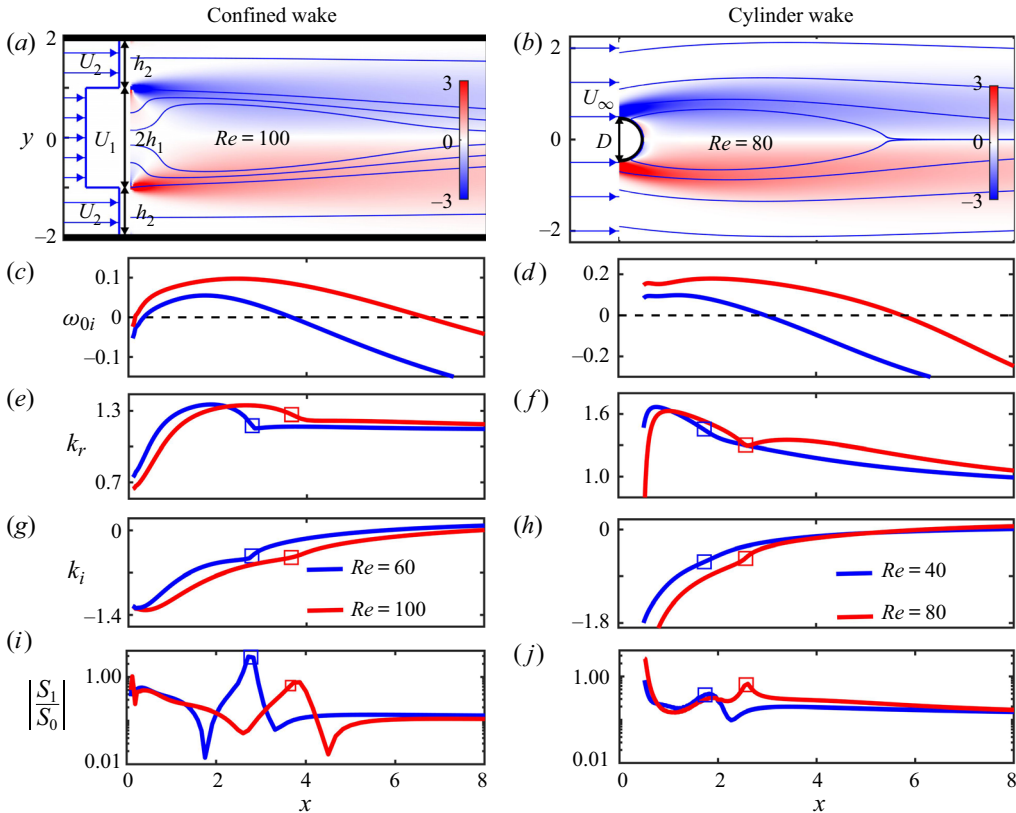 Confined wake
Cylinder wake
(a)
2
U₂
h₂
3
y
0
U₁
2h₁
Re = 100
0
−3
U₂
h₂
−2
(b)
2
U∞
3
0
D
Re = 80
0
−3
−2
(c)
0.1
ω₀ᵢ
0
−0.1
(d)
0.2
0
−0.2
(e)
1.3
kᵣ
0.7
(f)
1.6
1.0
(g)
0
kᵢ
Re = 60
Re = 100
−1.4
(h)
0
Re = 40
Re = 80
−1.8
(i)
1.00
|S₁/S₀|
0.01
0 2 4 6 8
x
(j)
1.00
0.01
0 2 4 6 8
x